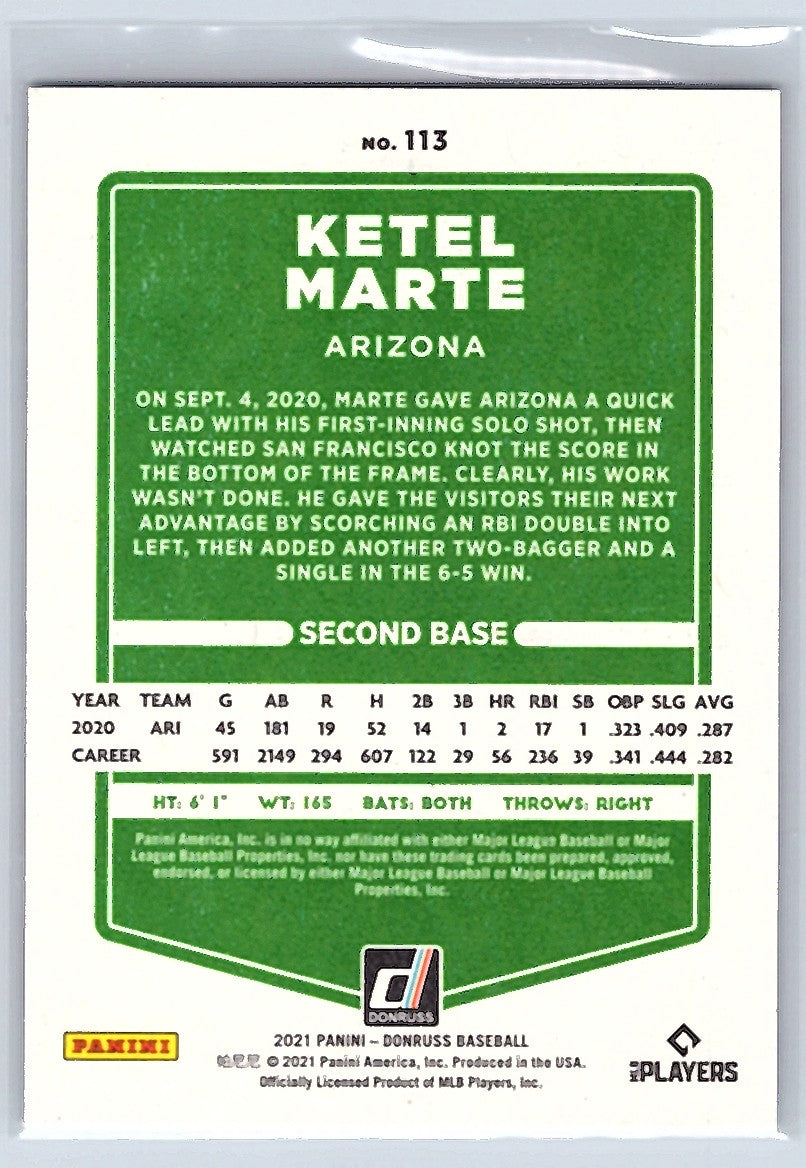 NO. 113
KETEL
MARTE
ARIZONA
ON SEPT. 4, 2020, MARTE GAVE ARIZONA A QUICK
LEAD WITH HIS FIRST-INNING SOLO SHOT, THEN
WATCHED SAN FRANCISCO KNOT THE SCORE IN
THE BOTTOM OF THE FRAME. CLEARLY, HIS WORK
WASN'T DONE. HE GAVE THE VISITORS THEIR NEXT
ADVANTAGE BY SCORCHING AN RBI DOUBLE INTO
LEFT, THEN ADDED ANOTHER TWO-BAGGER AND A
SINGLE IN THE 6-5 WIN.
SECOND BASE
YEAR TEAM G AB R H 2B 3B HR RBI SB OBP SLG AVG
2020 ARI 45 181 19 52 14 1 2 17 1 .323 .409 .287
CAREER 591 2149 294 607 122 29 56 236 39 .341 .444 .282
HT: 6' 1" WT: 165 BATS: BOTH THROWS: RIGHT
Panini America, Inc. is in no way affiliated with either Major League Baseball or Major
League Baseball Properties, Inc. nor have these trading cards been prepared, approved,
endorsed, or licensed by either Major League Baseball or Major League Baseball
Properties, Inc.
d
DONRUSS
PANINI
2021 PANINI – DONRUSS BASEBALL
© 2021 Panini America, Inc. Produced in the USA.
Officially Licensed Product of MLB Players, Inc.
MLB PLAYERS